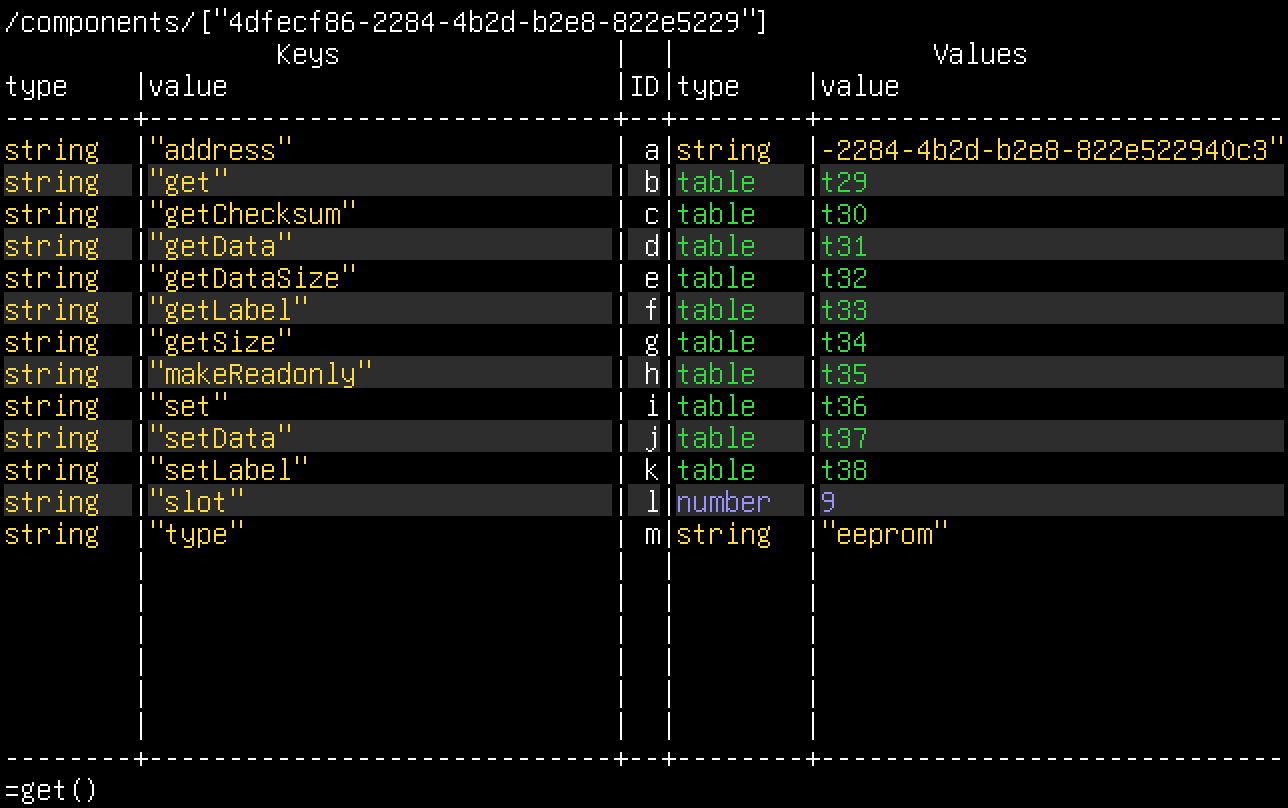 /components/["4dfecf86-2284-4b2d-b2e8-822e5229"]
Keys | | Values
type |value |ID|type |value
--------+-----------------------------+--+--------+-----------------------------
string |"address" | a|string |-2284-4b2d-b2e8-822e522940c3"
string |"get" | b|table |t29
string |"getChecksum" | c|table |t30
string |"getData" | d|table |t31
string |"getDataSize" | e|table |t32
string |"getLabel" | f|table |t33
string |"getSize" | g|table |t34
string |"makeReadonly" | h|table |t35
string |"set" | i|table |t36
string |"setData" | j|table |t37
string |"setLabel" | k|table |t38
string |"slot" | l|number |9
string |"type" | m|string |"eeprom"
--------+-----------------------------+--+--------+-----------------------------
=get()